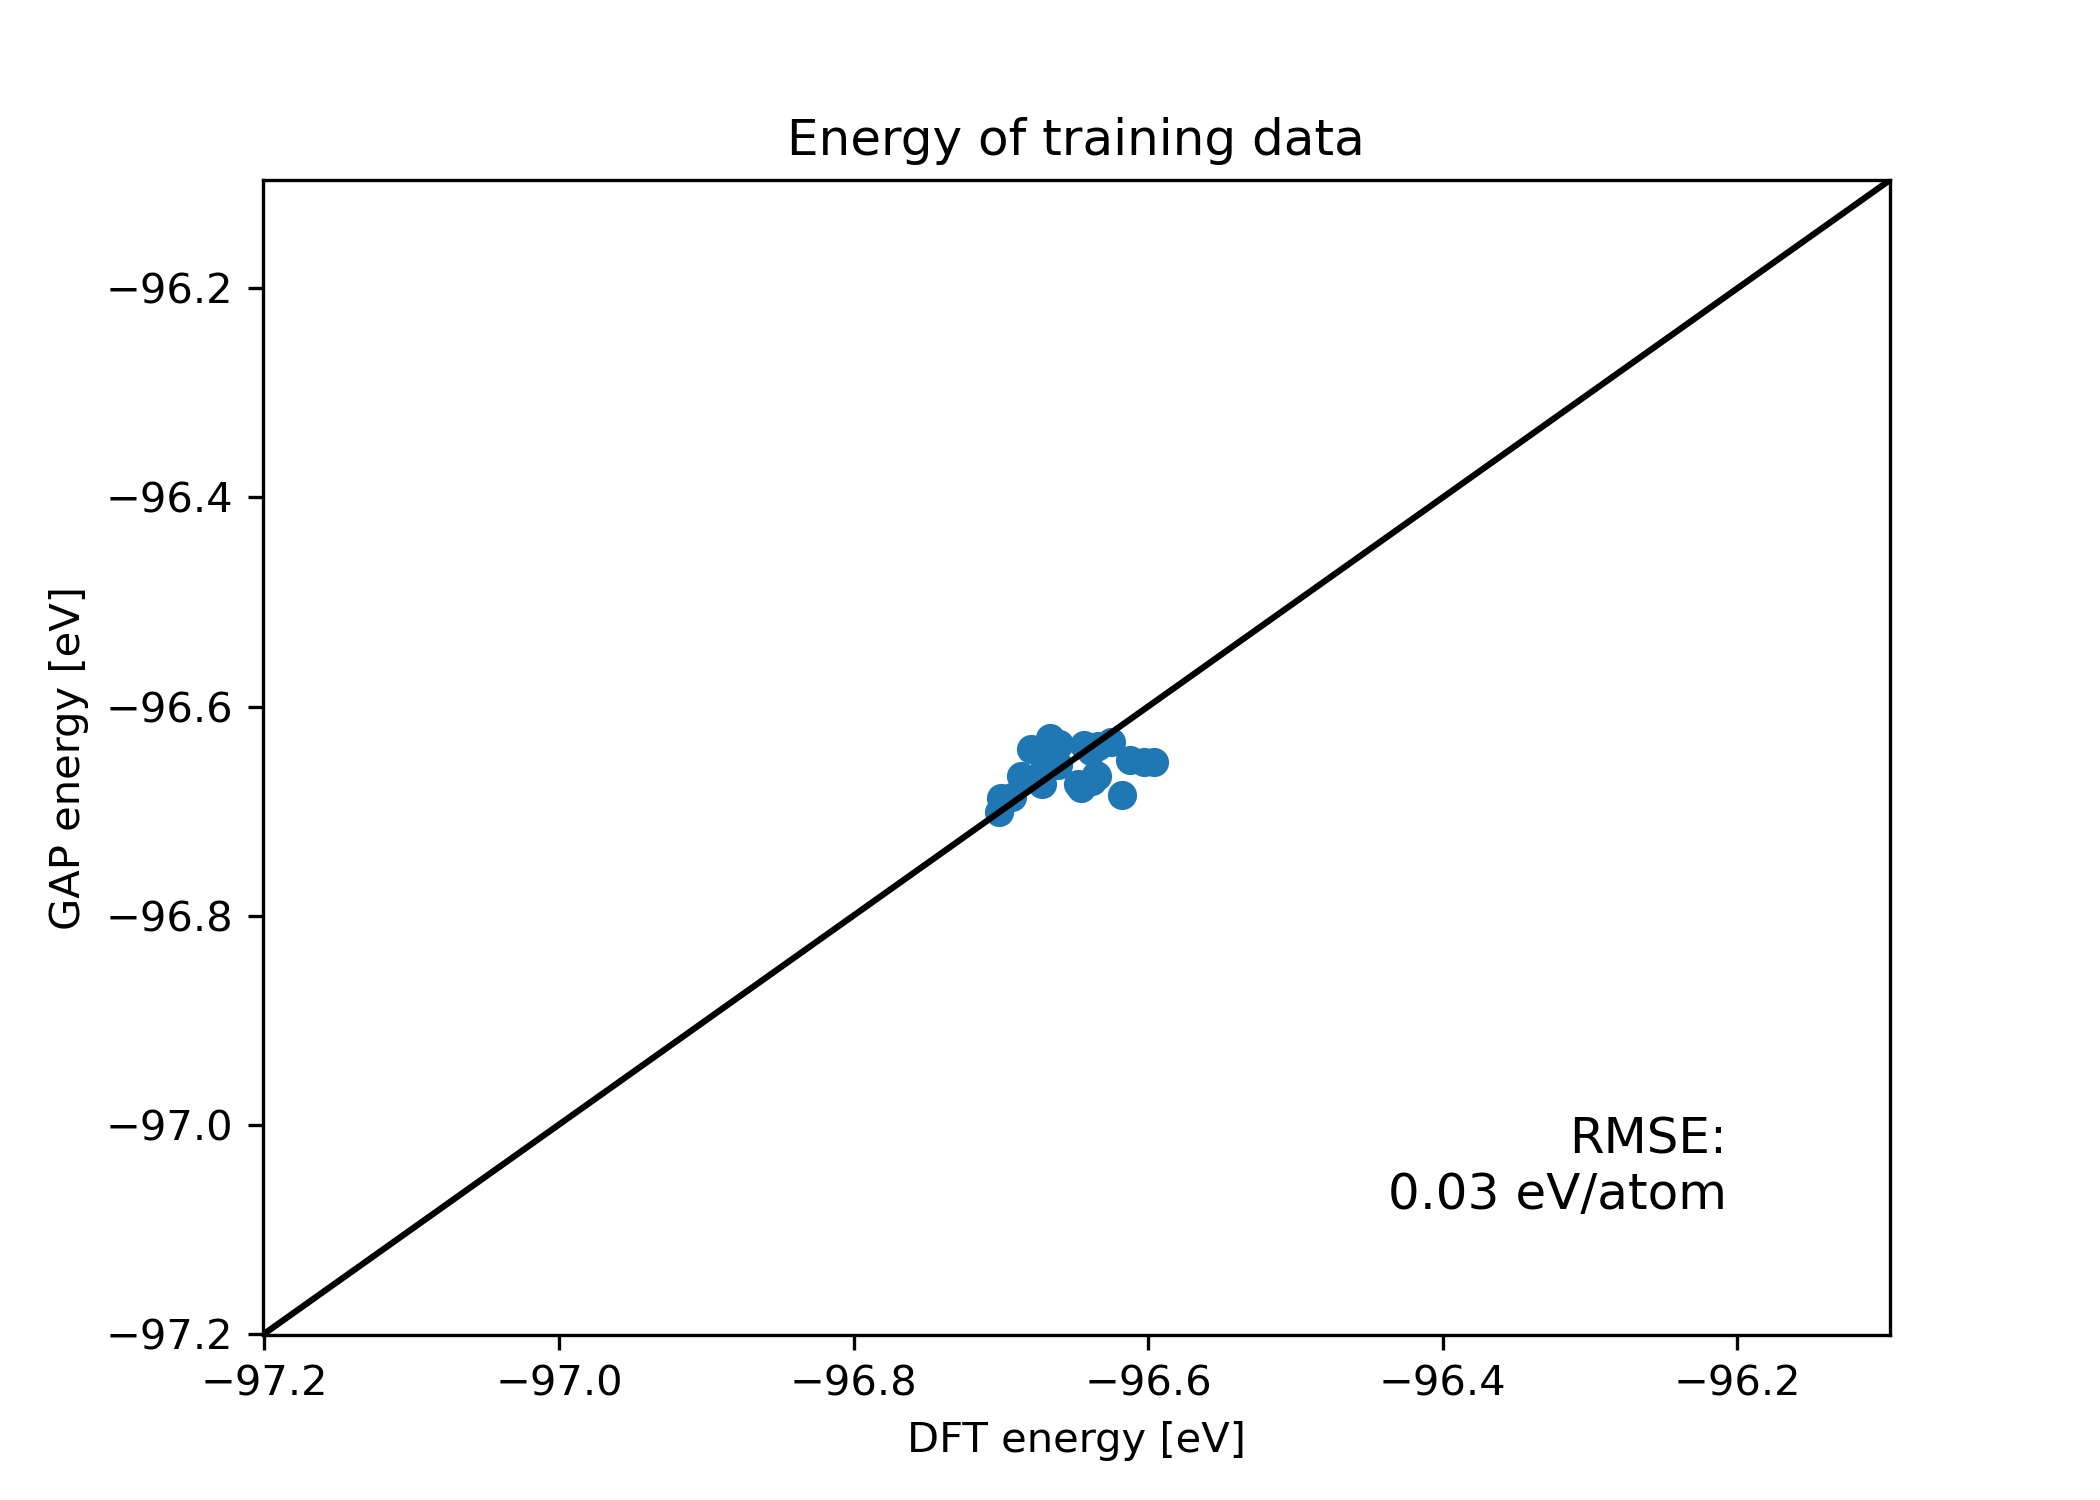 Energy of training data
−96.2
−96.4
−96.6
−96.8
−97.0
−97.2
GAP energy [eV]
RMSE:
0.03 eV/atom
−97.2 −97.0 −96.8 −96.6 −96.4 −96.2
DFT energy [eV]